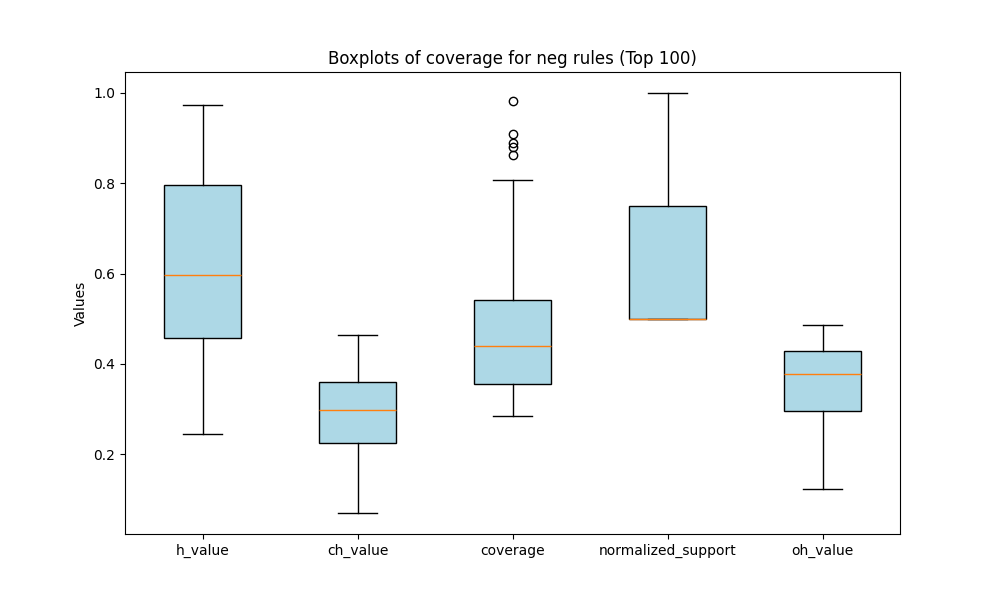 Boxplots of coverage for neg rules (Top 100)
1.0
0.8
0.6
0.4
0.2
Values
h_value
ch_value
coverage
normalized_support
oh_value